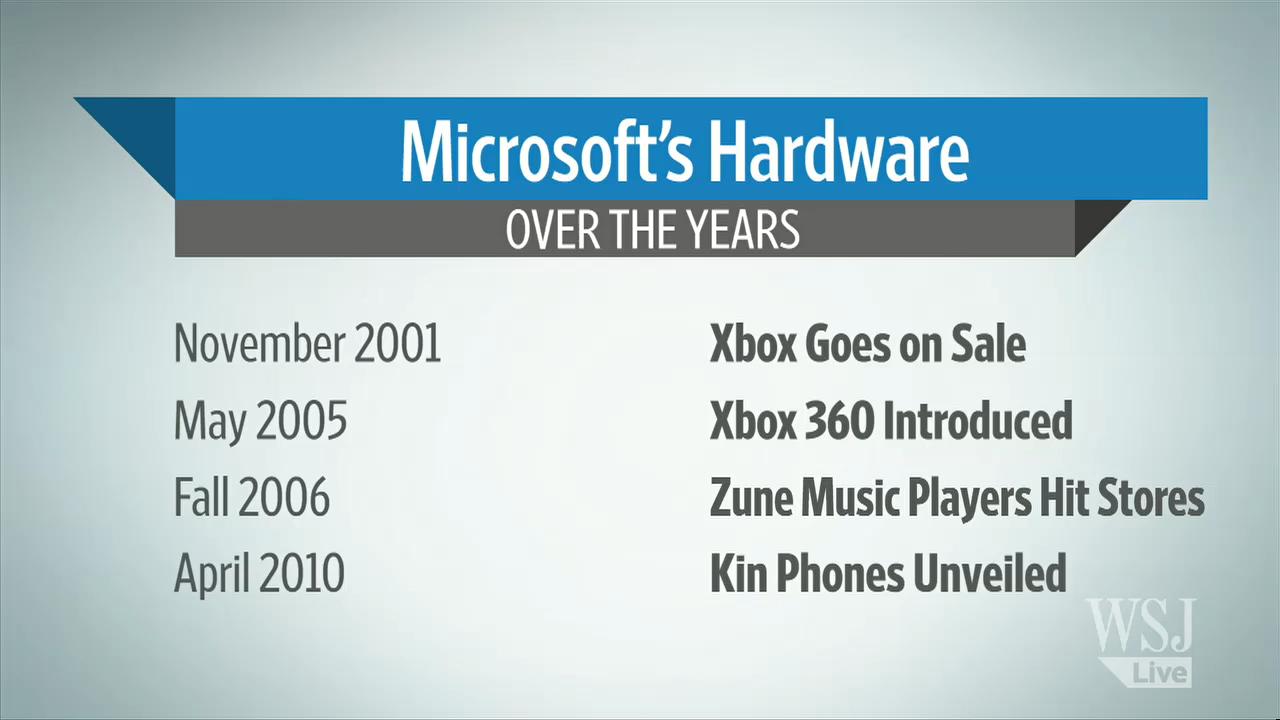 Microsoft's Hardware
OVER THE YEARS
November 2001 Xbox Goes on Sale
May 2005 Xbox 360 Introduced
Fall 2006 Zune Music Players Hit Stores
April 2010 Kin Phones Unveiled
WSJ
Live